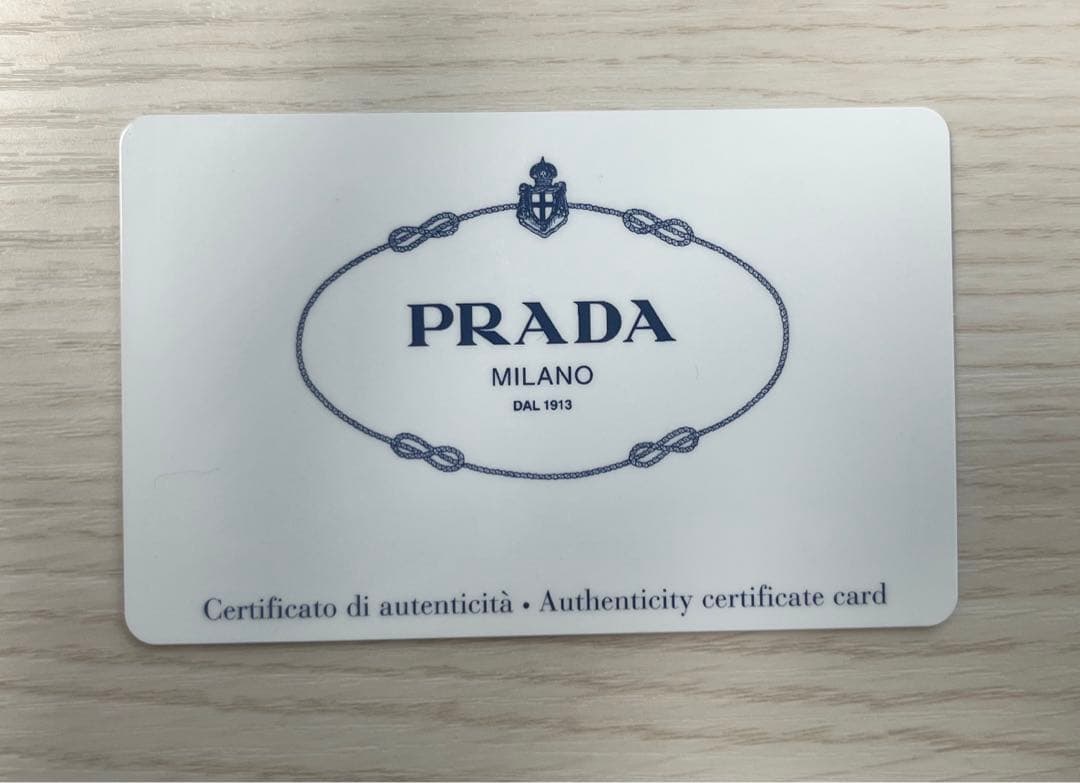 PRADA
MILANO
DAL 1913
Certificato di autenticità • Authenticity certificate card